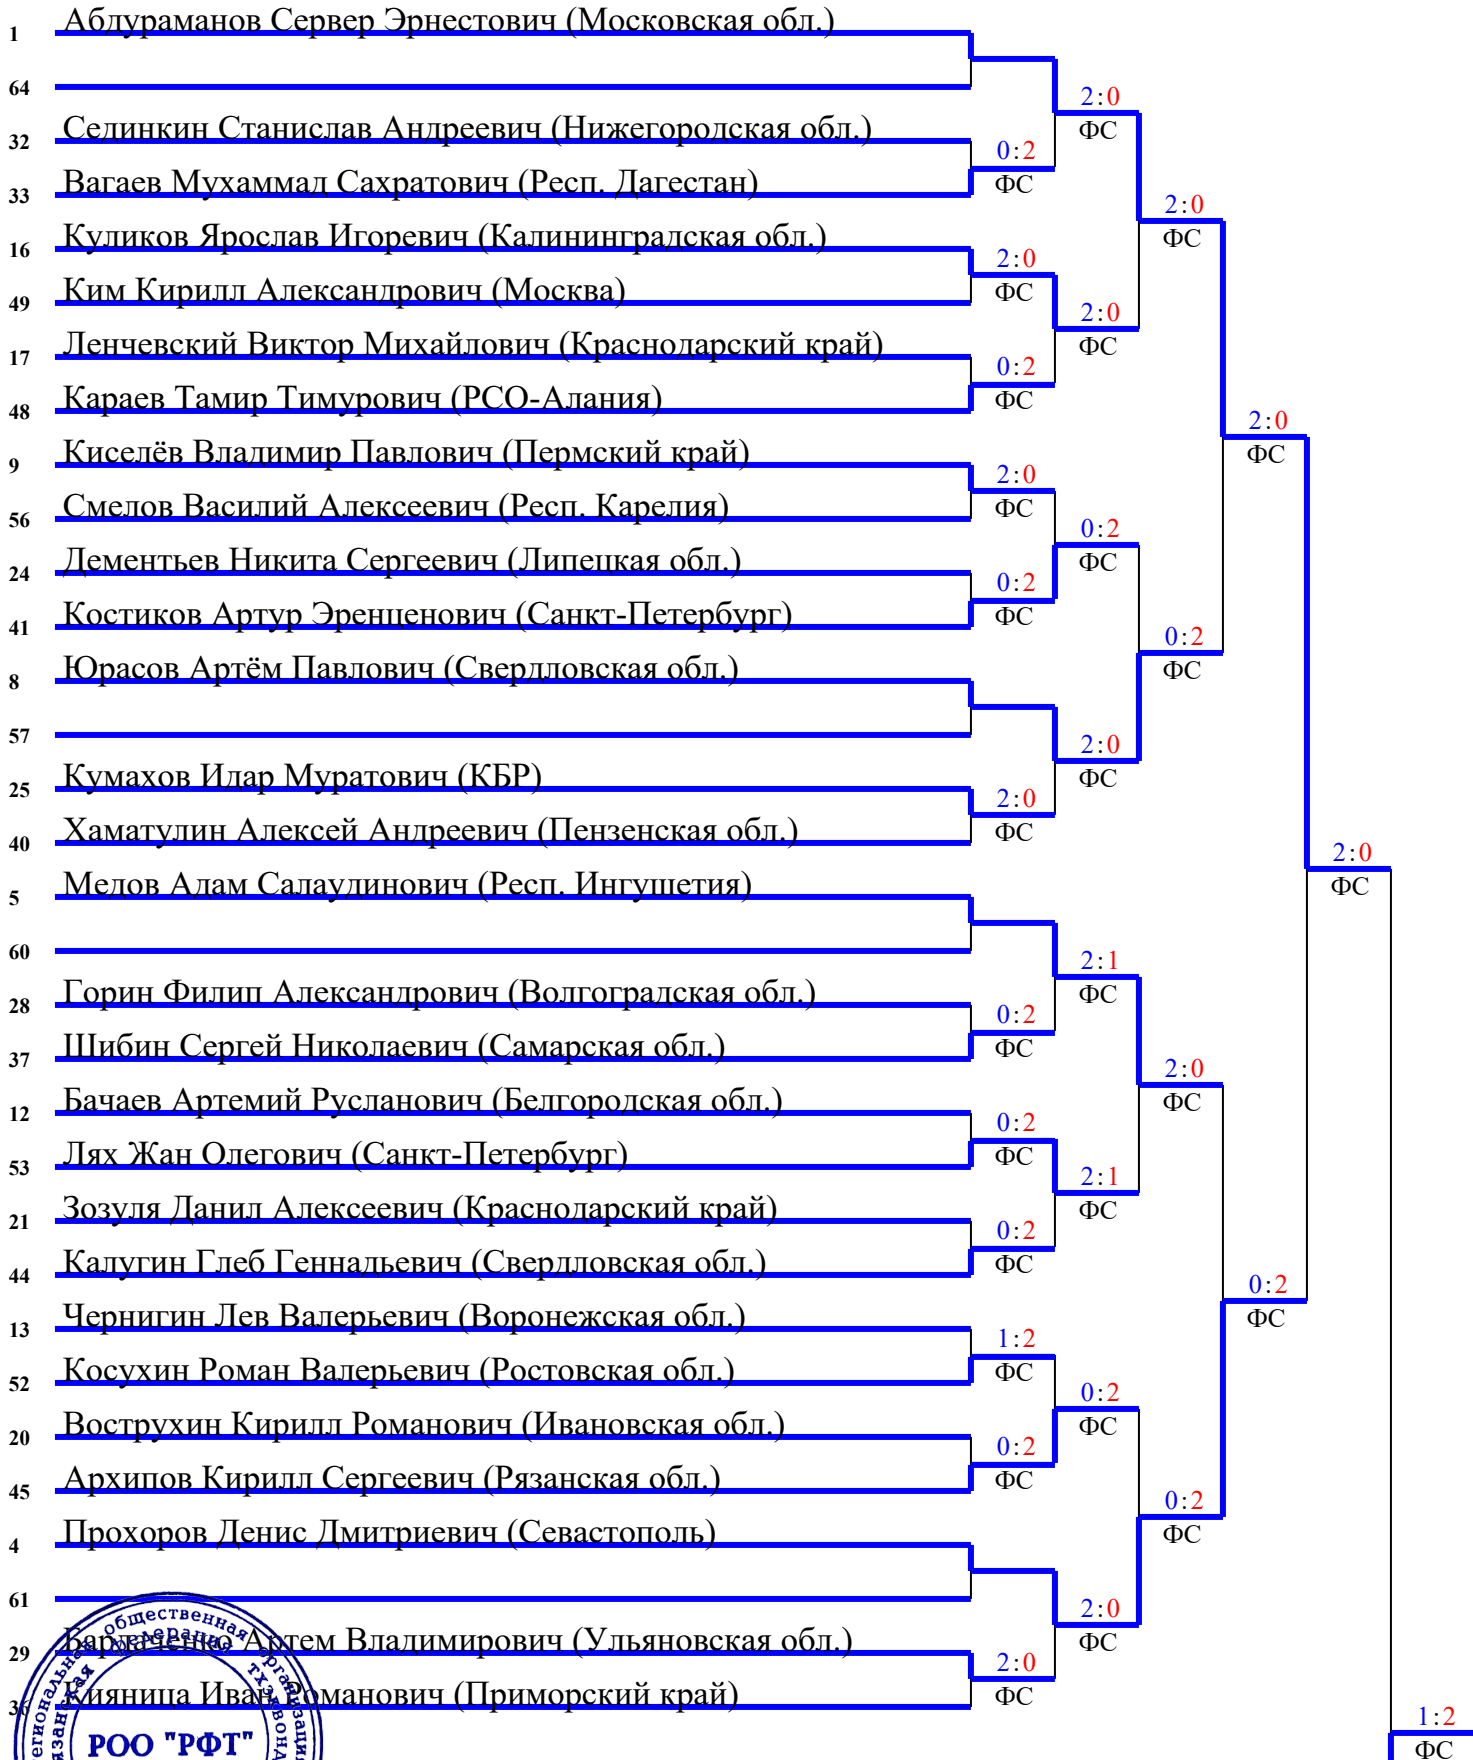 1 Абдураманов Сервер Эрнестович (Московская обл.)
64
2:0
ФС
32 Сединкин Станислав Андреевич (Нижегородская обл.)
0:2
ФС
33 Вагаев Мухаммад Сахратович (Респ. Дагестан)
2:0
ФС
16 Куликов Ярослав Игоревич (Калининградская обл.)
2:0
ФС
49 Ким Кирилл Александрович (Москва)
2:0
ФС
17 Ленчевский Виктор Михайлович (Краснодарский край)
0:2
ФС
48 Караев Тамир Тимурович (РСО-Алания)
2:0
ФС
9 Киселёв Владимир Павлович (Пермский край)
2:0
ФС
56 Смелов Василий Алексеевич (Респ. Карелия)
0:2
ФС
24 Дементьев Никита Сергеевич (Липецкая обл.)
0:2
ФС
41 Костиков Артур Эренценович (Санкт-Петербург)
0:2
ФС
8 Юрасов Артём Павлович (Свердловская обл.)
57
2:0
ФС
25 Кумахов Идар Муратович (КБР)
2:0
ФС
40 Хаматулин Алексей Андреевич (Пензенская обл.)
2:0
ФС
5 Медов Адам Салаудинович (Респ. Ингушетия)
60
2:1
ФС
28 Горин Филип Александрович (Волгоградская обл.)
0:2
ФС
37 Шибин Сергей Николаевич (Самарская обл.)
2:0
ФС
12 Бачаев Артемий Русланович (Белгородская обл.)
0:2
ФС
53 Лях Жан Олегович (Санкт-Петербург)
2:1
ФС
21 Зозуля Данил Алексеевич (Краснодарский край)
0:2
ФС
44 Калугин Глеб Геннадьевич (Свердловская обл.)
0:2
ФС
13 Чернигин Лев Валерьевич (Воронежская обл.)
1:2
ФС
52 Косухин Роман Валерьевич (Ростовская обл.)
0:2
ФС
20 Вострухин Кирилл Романович (Ивановская обл.)
0:2
ФС
45 Архипов Кирилл Сергеевич (Рязанская обл.)
0:2
ФС
4 Прохоров Денис Дмитриевич (Севастополь)
61
2:0
ФС
29 Артем Владимирович (Ульяновская обл.)
2:0
ФС
36 Кияница Иван Романович (Приморский край)
1:2
ФС
общественная организация
федерация
РОО "РФТ"